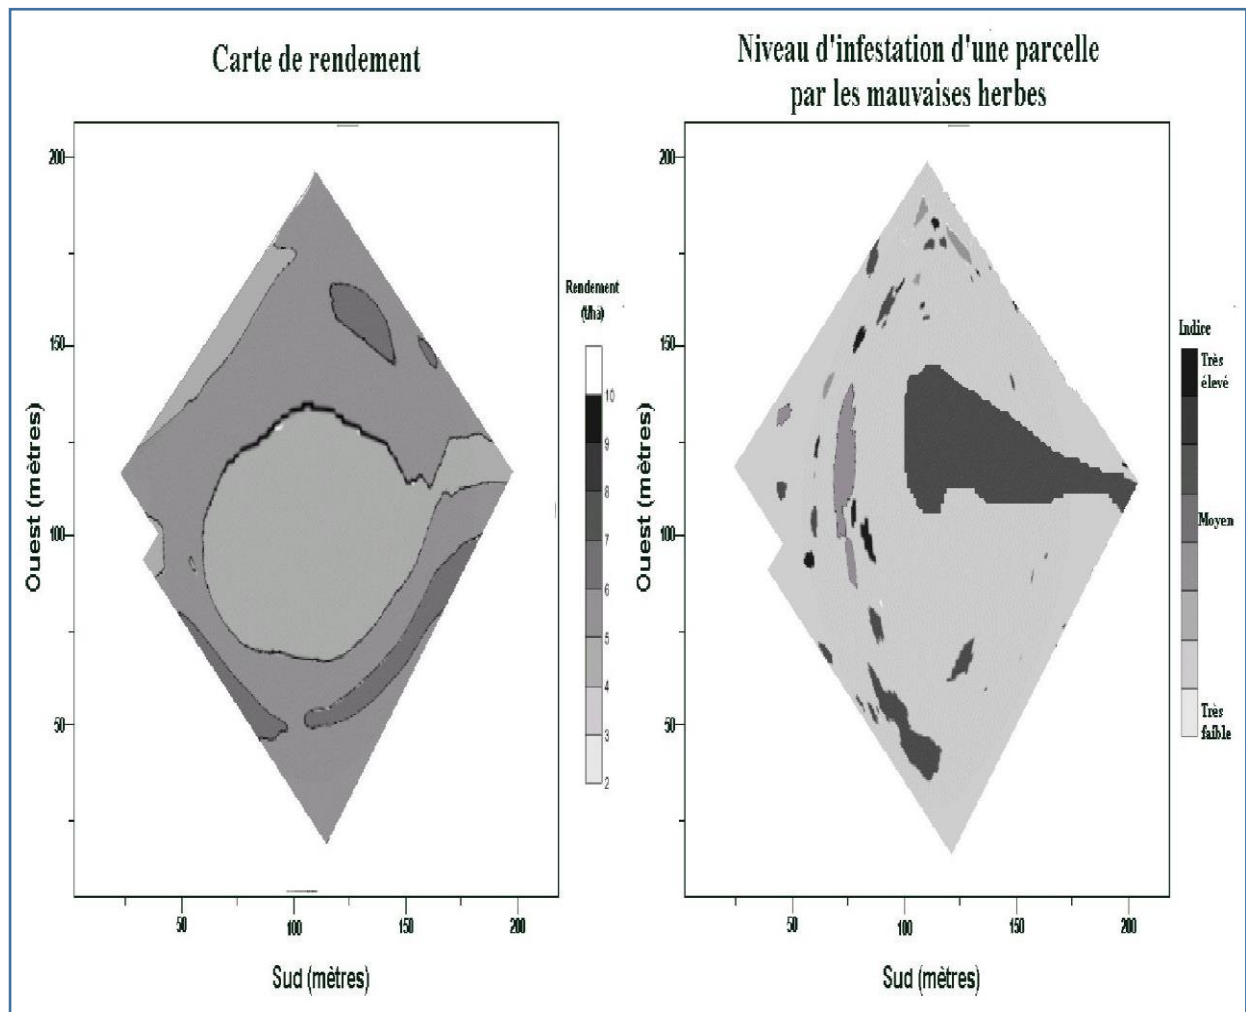 Carte de rendement
200
150
100
50
Ouest (mètres)
50
100
150
200
Sud (mètres)
Rendement
(t/ha)
10
9
8
7
6
5
4
3
2
Niveau d'infestation d'une parcelle
par les mauvaises herbes
200
150
100
50
Ouest (mètres)
50
100
150
200
Sud (mètres)
Indice
Très
élevé
Moyen
Très
faible